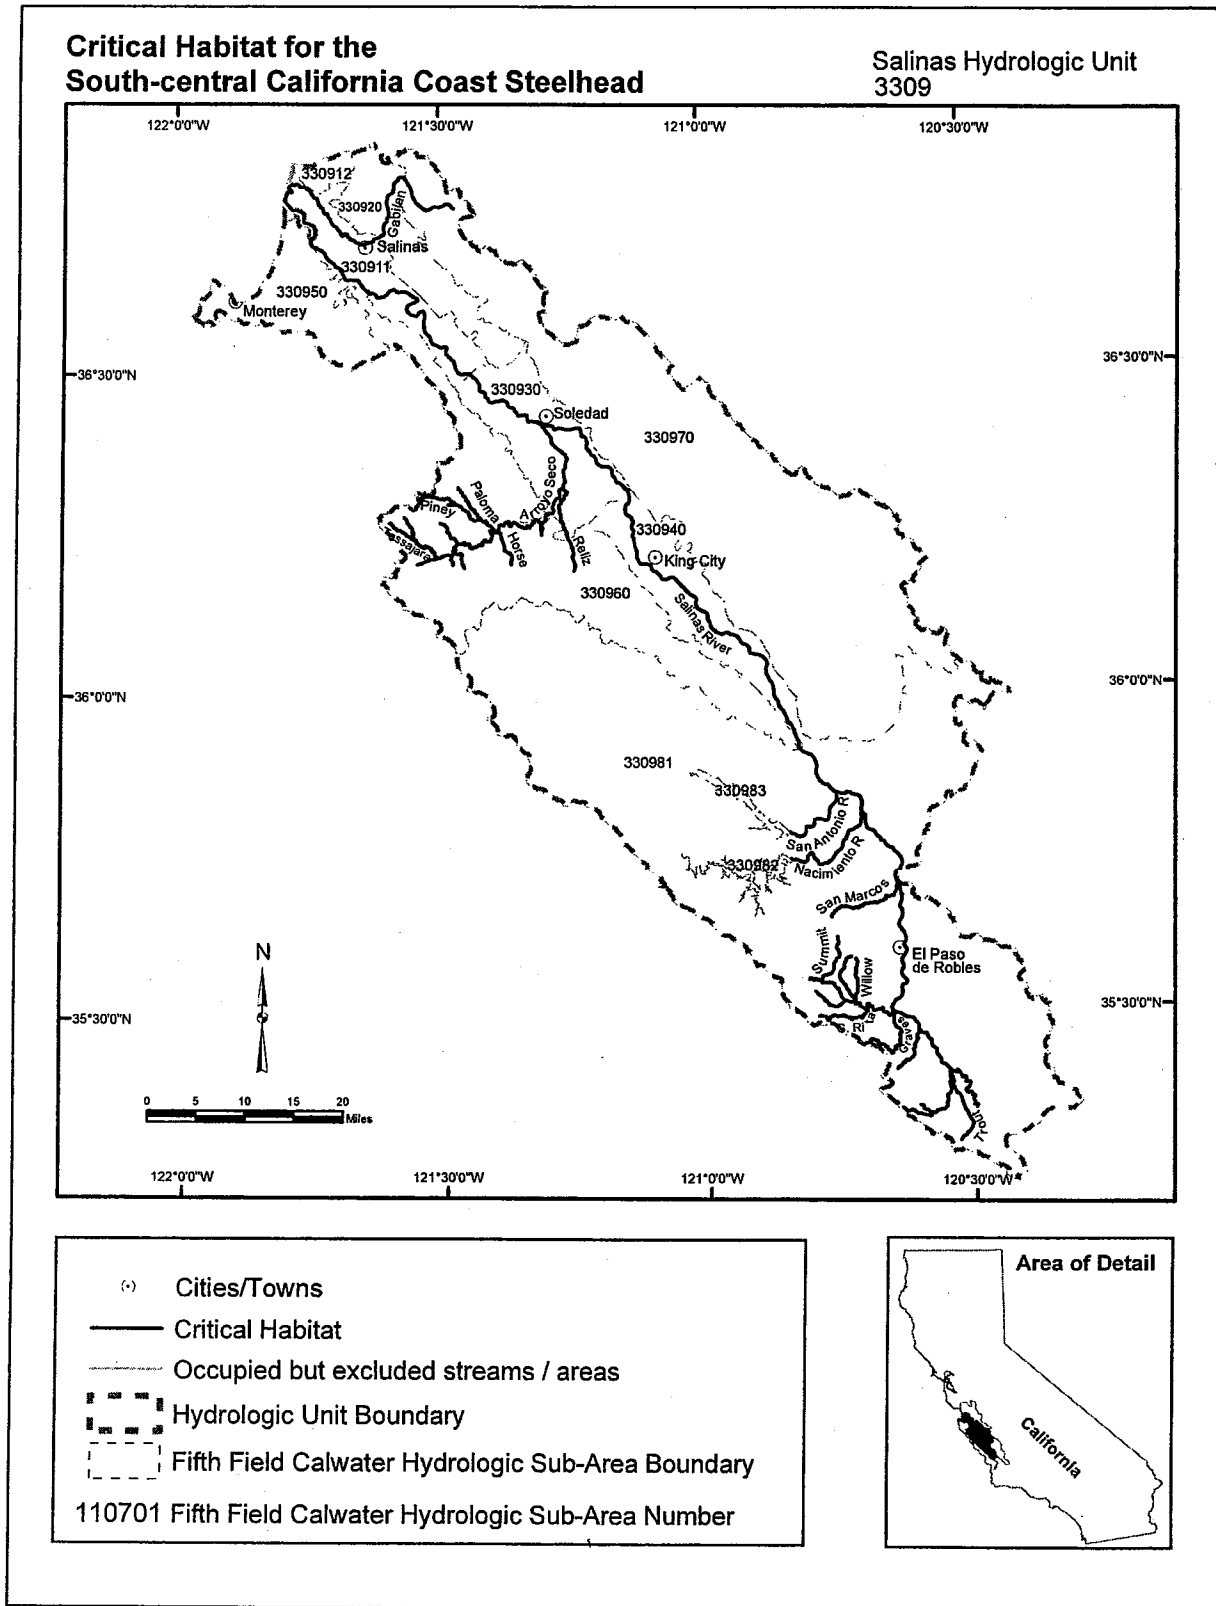 Critical Habitat for the
South-central California Coast Steelhead
Salinas Hydrologic Unit
3309
122°0'0"W
121°30'0"W
121°0'0"W
120°30'0"W
330912
330920
Gabilan
Salinas
330911
330950
Monterey
36°30'0"N
36°30'0"N
330930
Soledad
330970
Arroyo Seco
Paloma
Piney
Tassajara
Horse
Reliz
330940
King City
330960
Salinas River
36°0'0"N
36°0'0"N
330981
330983
San Antonio R
330982
Nacimiento R
San Marcos
Summit
Willow
El Paso
de Robles
35°30'0"N
35°30'0"N
S. Rita
Graves
Trout
N
0 5 10 15 20
Miles
122°0'0"W
121°30'0"W
121°0'0"W
120°30'0"W
Cities/Towns
Critical Habitat
Occupied but excluded streams / areas
Hydrologic Unit Boundary
Fifth Field Calwater Hydrologic Sub-Area Boundary
110701 Fifth Field Calwater Hydrologic Sub-Area Number
Area of Detail
California